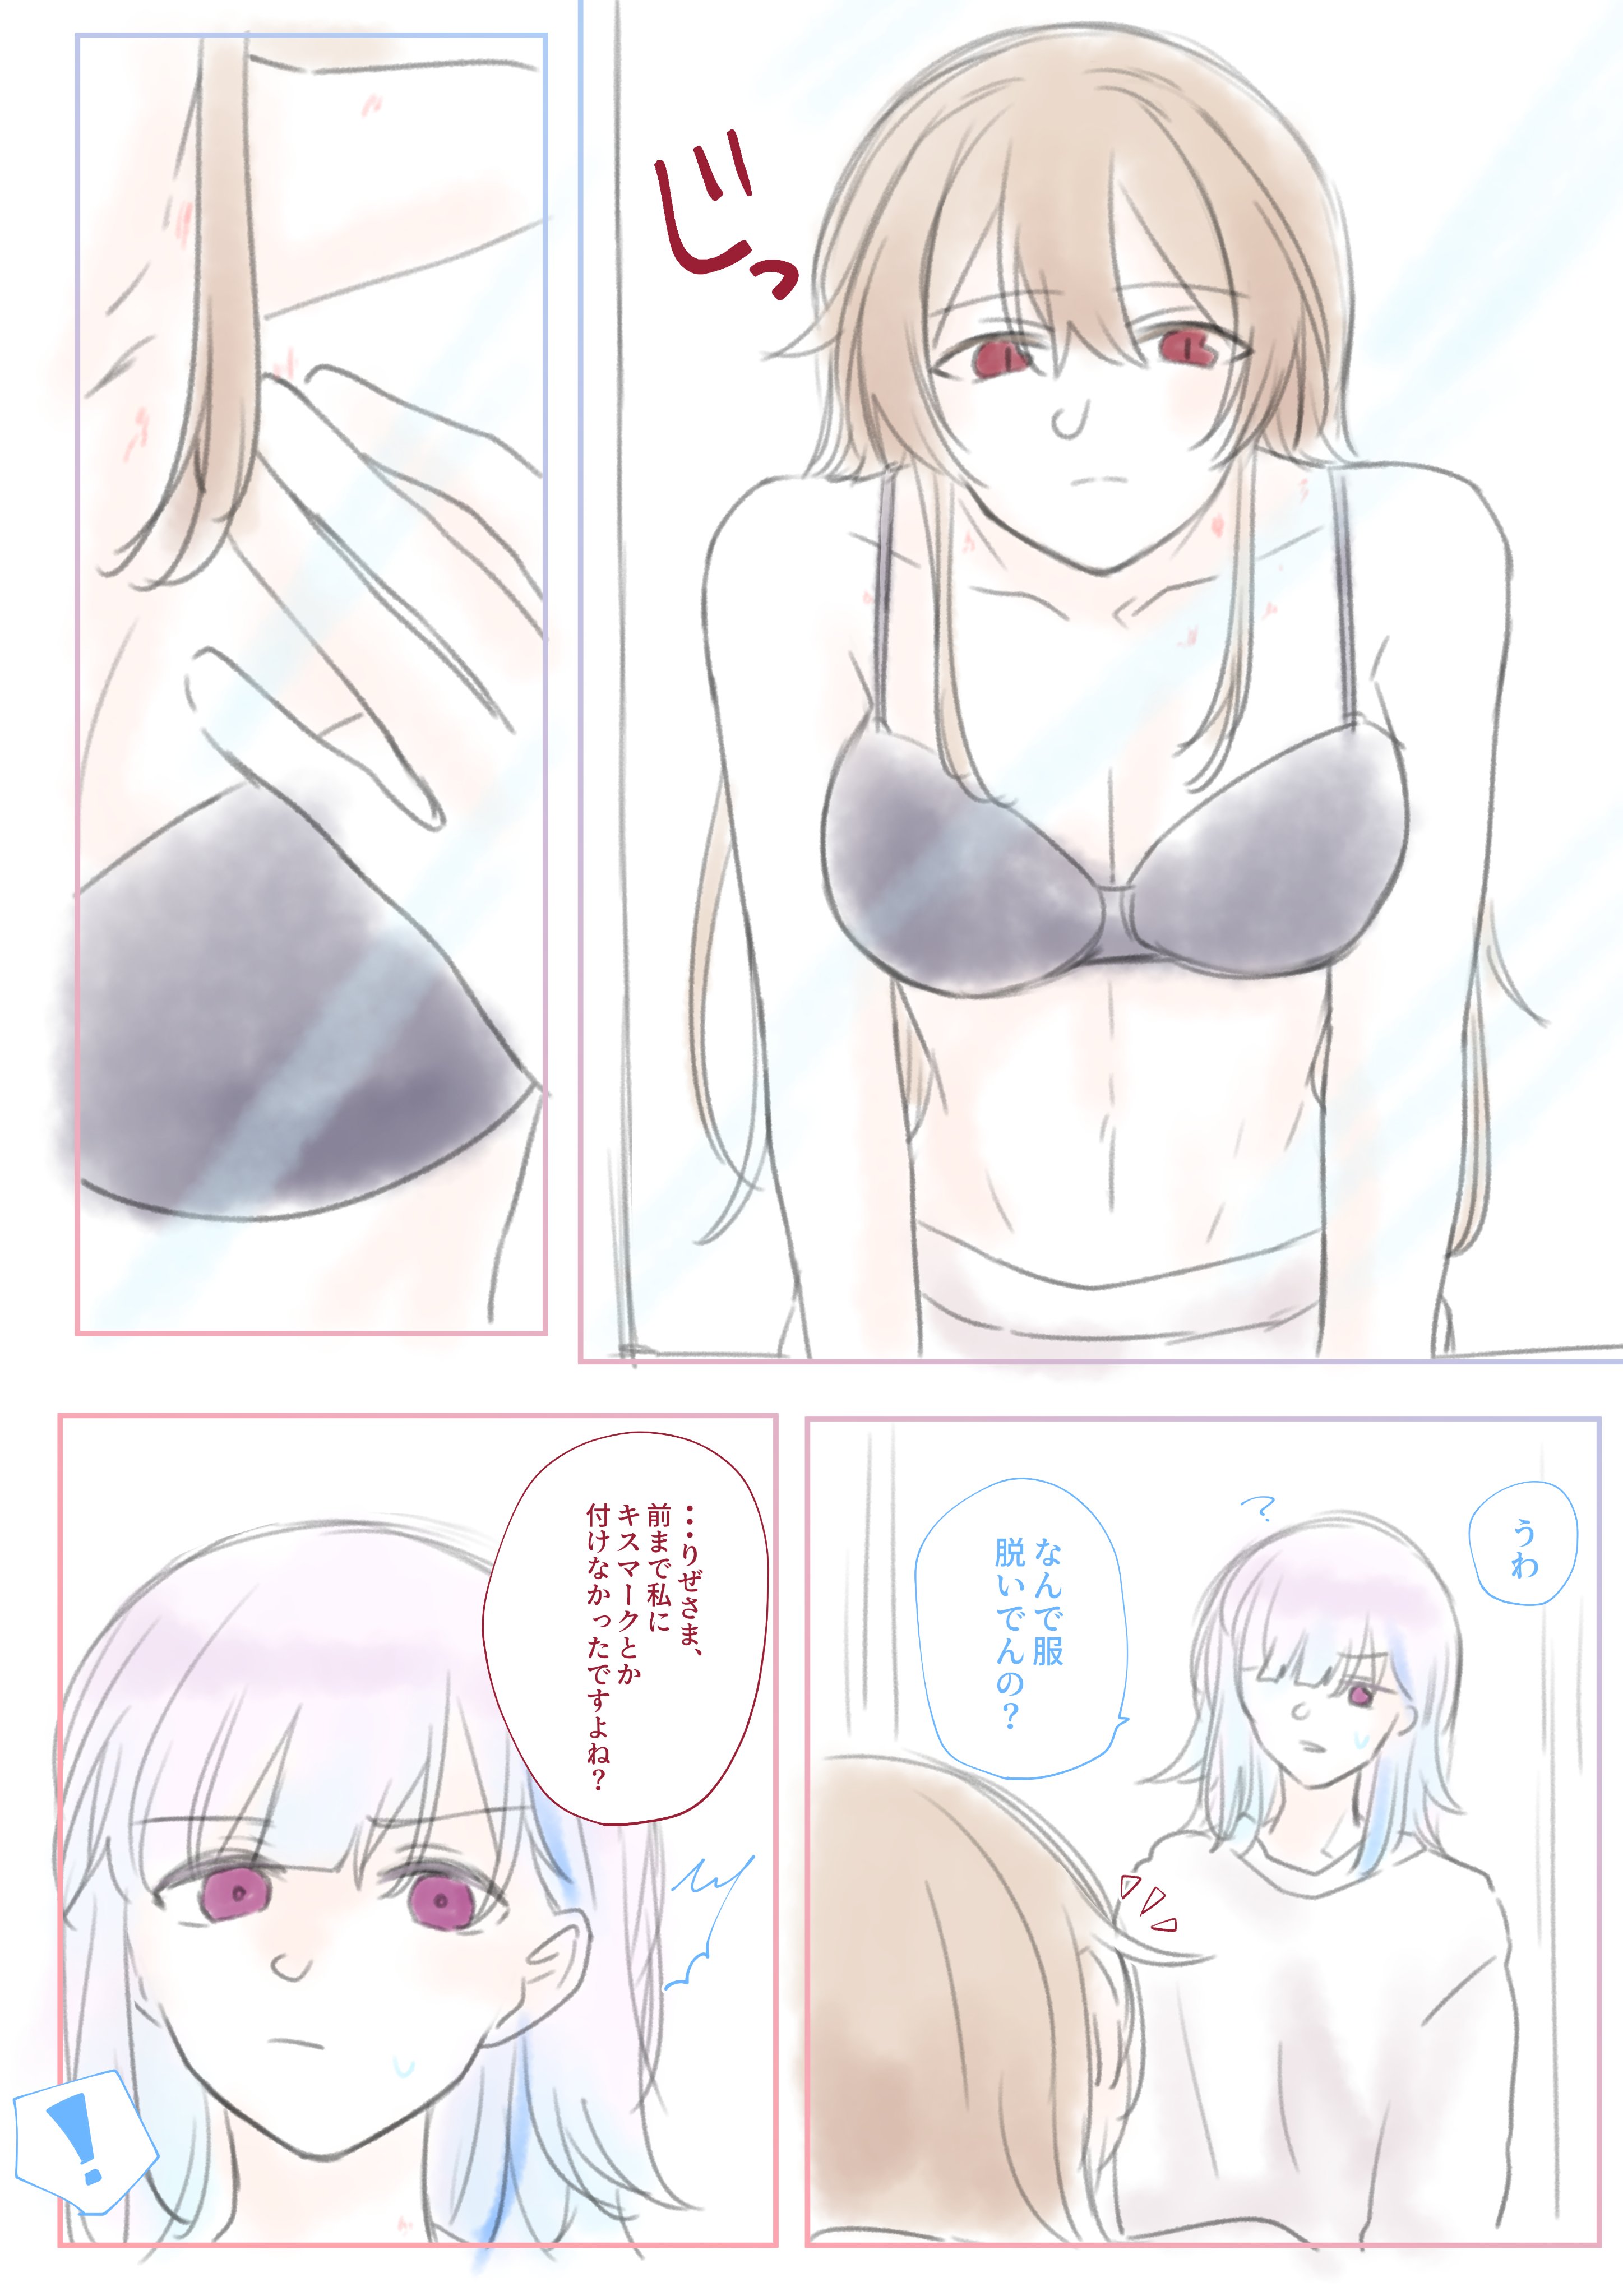 じっ
うわ
?
なんで服
脱いでんの?
・・・りぜさま、
前まで私に
キスマークとか
付けなかったですよね?
!